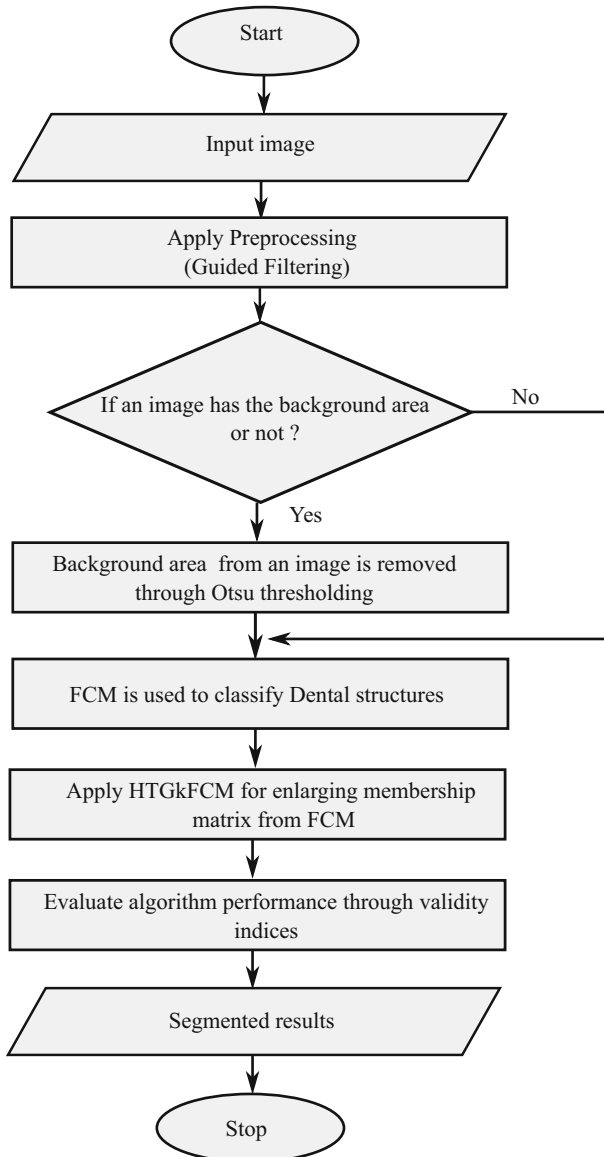 Start
Input image
Apply Preprocessing
(Guided Filtering)
If an image has the background area
or not ?
No
Yes
Background area from an image is removed
through Otsu thresholding
FCM is used to classify Dental structures
Apply HTGkFCM for enlarging membership
matrix from FCM
Evaluate algorithm performance through validity
indices
Segmented results
Stop